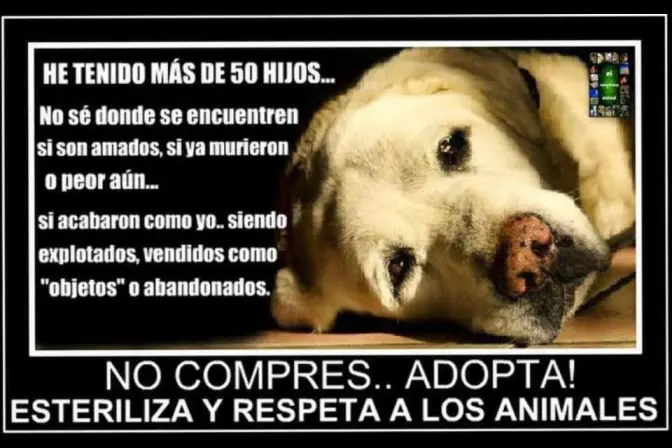 HE TENIDO MÁS DE 50 HIJOS...
No sé donde se encuentren
si son amados, si ya murieron
o peor aún...
si acabaron como yo.. siendo
explotados, vendidos como
"objetos" o abandonados.
NO COMPRES.. ADOPTA!
ESTERILIZA Y RESPETA A LOS ANIMALES